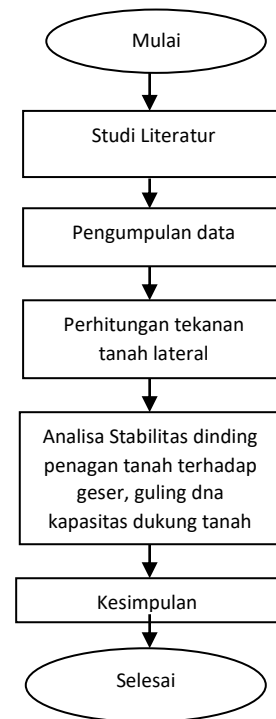 Mulai
Studi Literatur
Pengumpulan data
Perhitungan tekanan
tanah lateral
Analisa Stabilitas dinding
penagan tanah terhadap
geser, guling dna
kapasitas dukung tanah
Kesimpulan
Selesai